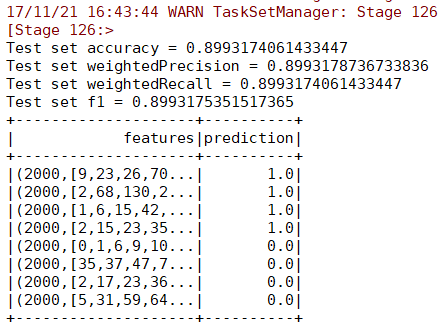 17/11/21 16:43:44 WARN TaskSetManager: Stage 126
[Stage 126:>
Test set accuracy = 0.8993174061433447
Test set weightedPrecision = 0.8993178736733836
Test set weightedRecall = 0.8993174061433447
Test set f1 = 0.8993175351517365
+--------------------+----------+
|            features|prediction|
+--------------------+----------+
|(2000,[9,23,26,70...|       1.0|
|(2000,[2,68,130,2...|       1.0|
|(2000,[1,6,15,42,...|       1.0|
|(2000,[2,15,23,35...|       1.0|
|(2000,[0,1,6,9,10...|       0.0|
|(2000,[35,37,47,7...|       0.0|
|(2000,[2,17,23,36...|       0.0|
|(2000,[5,31,59,64...|       0.0|
+--------------------+----------+